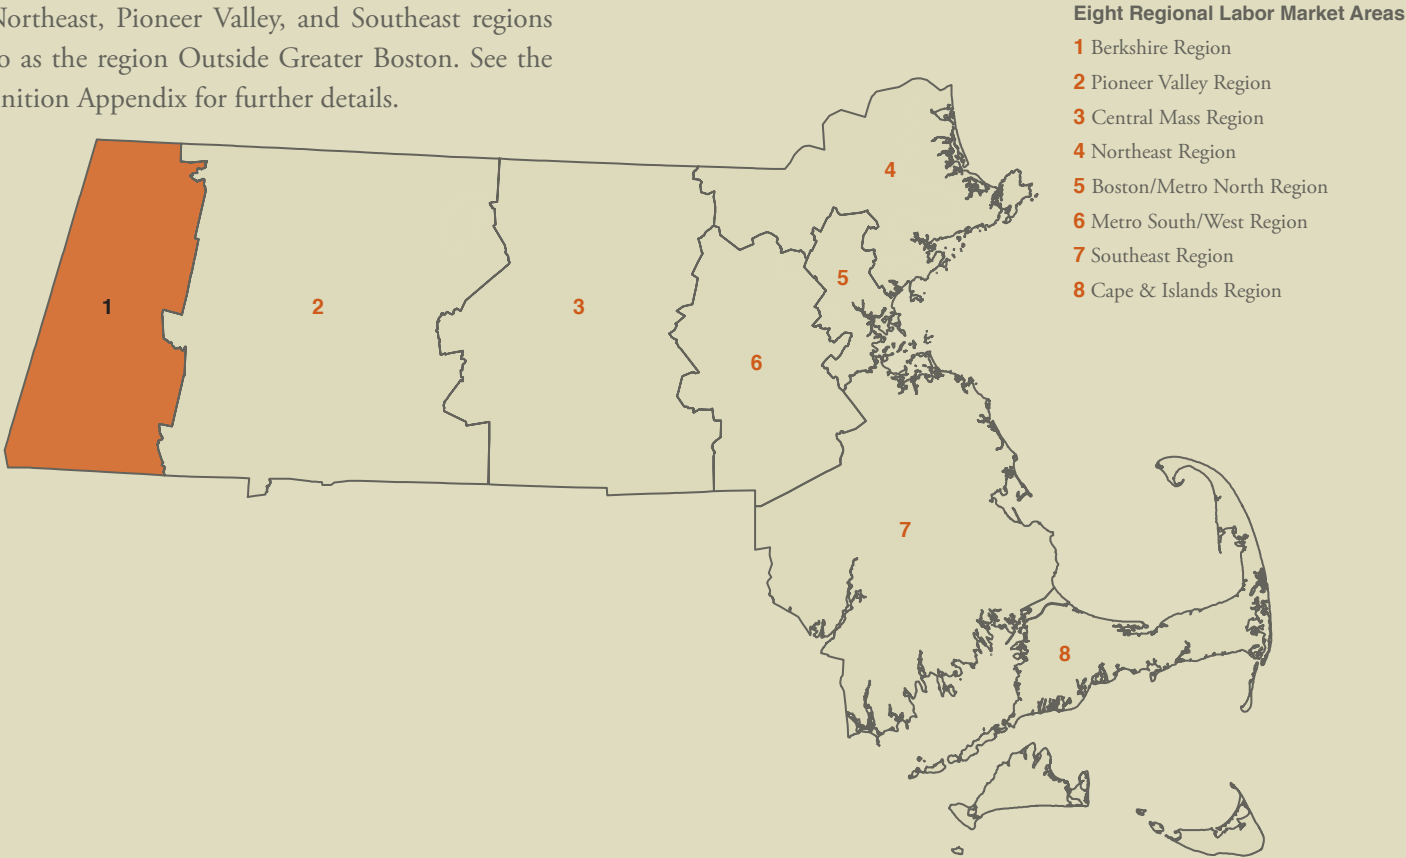 Northeast, Pioneer Valley, and Southeast regions
as the region Outside Greater Boston. See the
Appendix for further details.
Eight Regional Labor Market Areas
1 Berkshire Region
2 Pioneer Valley Region
3 Central Mass Region
4 Northeast Region
5 Boston/Metro North Region
6 Metro South/West Region
7 Southeast Region
8 Cape & Islands Region
1
2
3
4
5
6
7
8